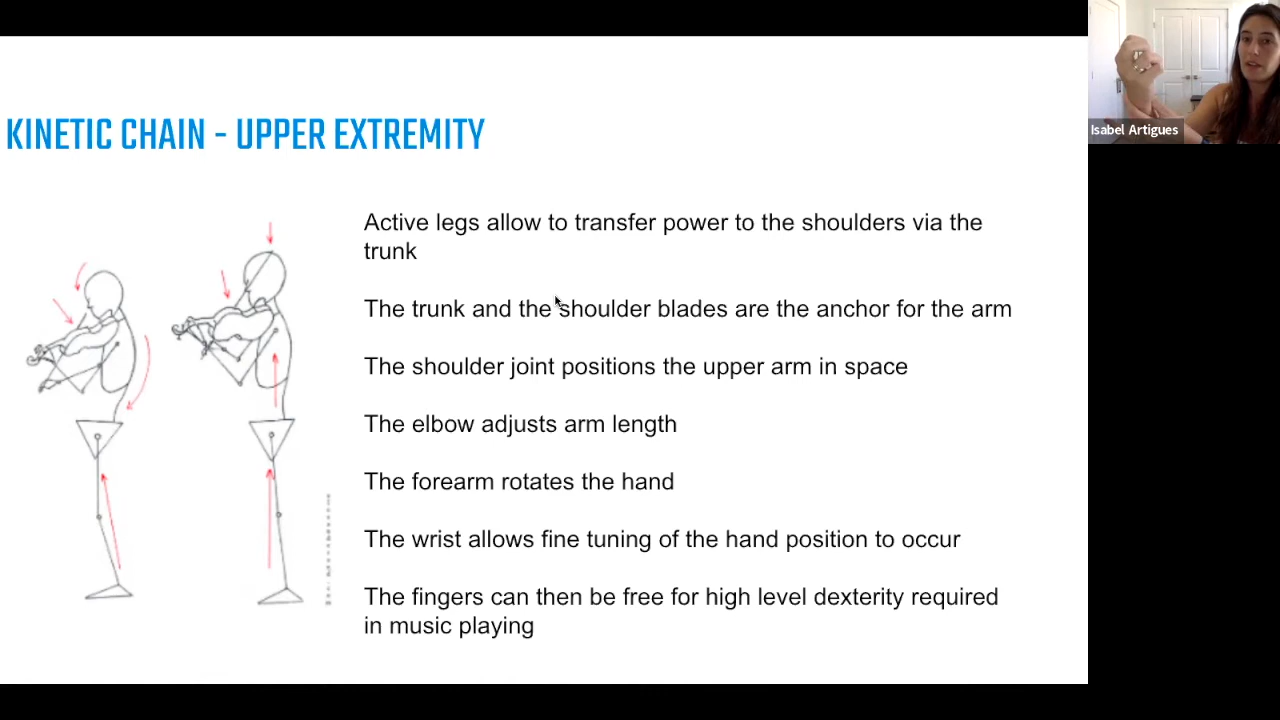 KINETIC CHAIN - UPPER EXTREMITY
Isabel Artigues
Active legs allow to transfer power to the shoulders via the
trunk
The trunk and the shoulder blades are the anchor for the arm
The shoulder joint positions the upper arm in space
The elbow adjusts arm length
The forearm rotates the hand
The wrist allows fine tuning of the hand position to occur
The fingers can then be free for high level dexterity required
in music playing